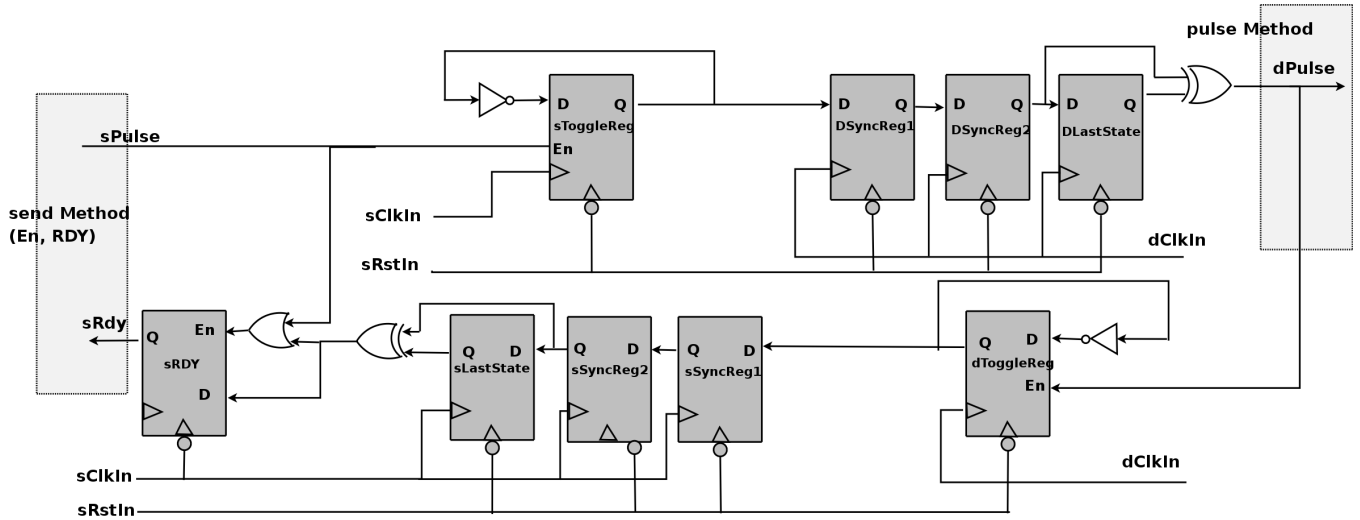 pulse Method
dPulse
D Q
sToggleReg
En
D Q
DSyncReg1
D Q
DSyncReg2
D Q
DLastState
sPulse
send Method
(En, RDY)
sClkIn
sRstIn
dClkIn
sRdy
Q En
sRDY
D
Q D
sLastState
Q D
sSyncReg2
Q D
sSyncReg1
Q D
dToggleReg
En
sClkIn
dClkIn
sRstIn